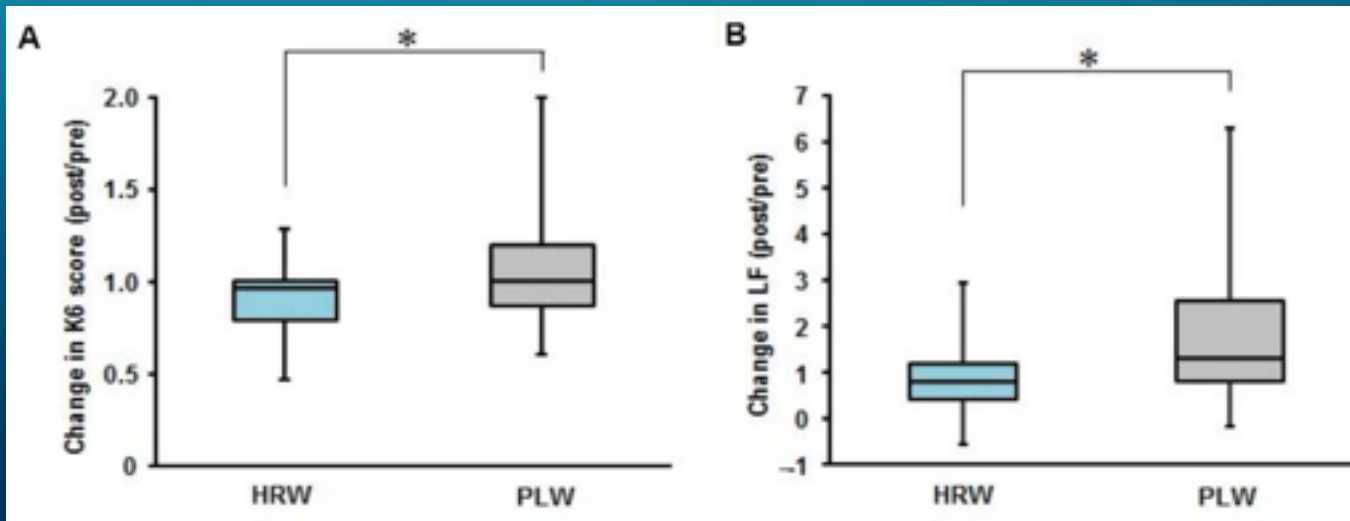 A
*
Change in K6 score (post/pre)
2.0
1.5
1.0
0.5
0
HRW
PLW
B
*
Change in LF (post/pre)
7
6
5
4
3
2
1
0
–1
HRW
PLW